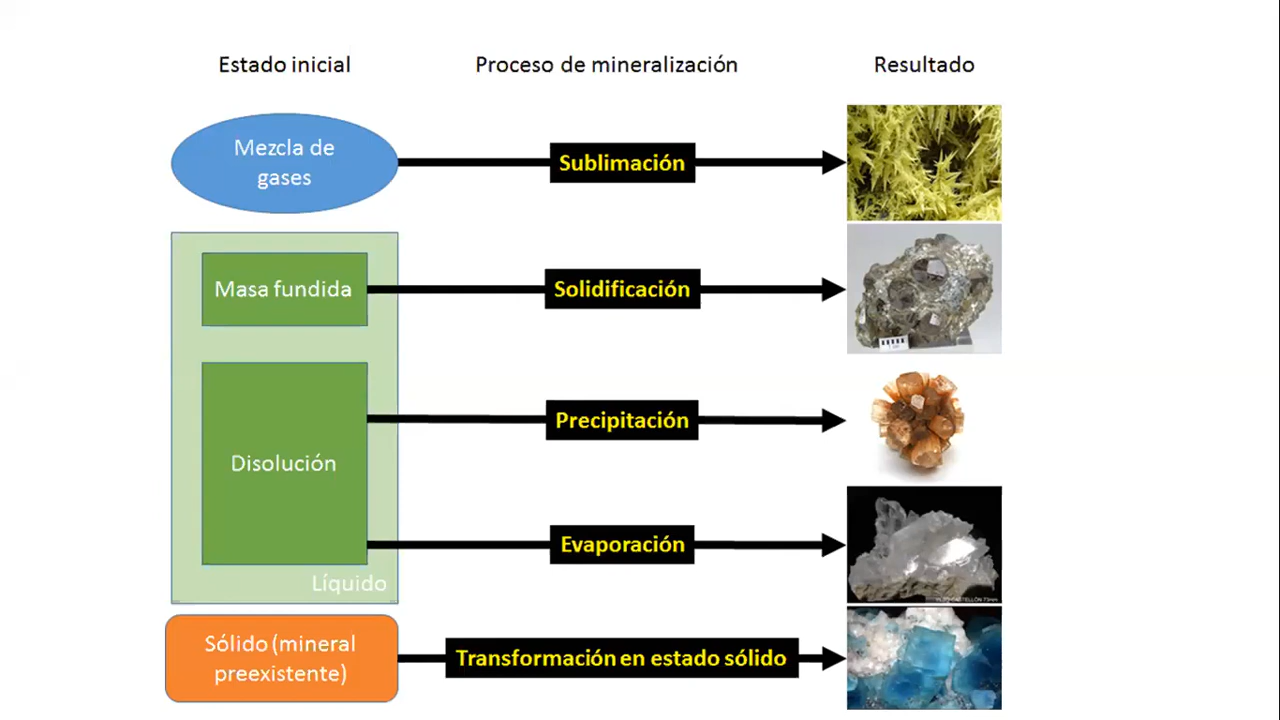 Estado inicial
Proceso de mineralización
Resultado
Mezcla de
gases
Sublimación
Masa fundida
Solidificación
Disolución
Precipitación
Evaporación
Líquido
Sólido (mineral
preexistente)
Transformación en estado sólido